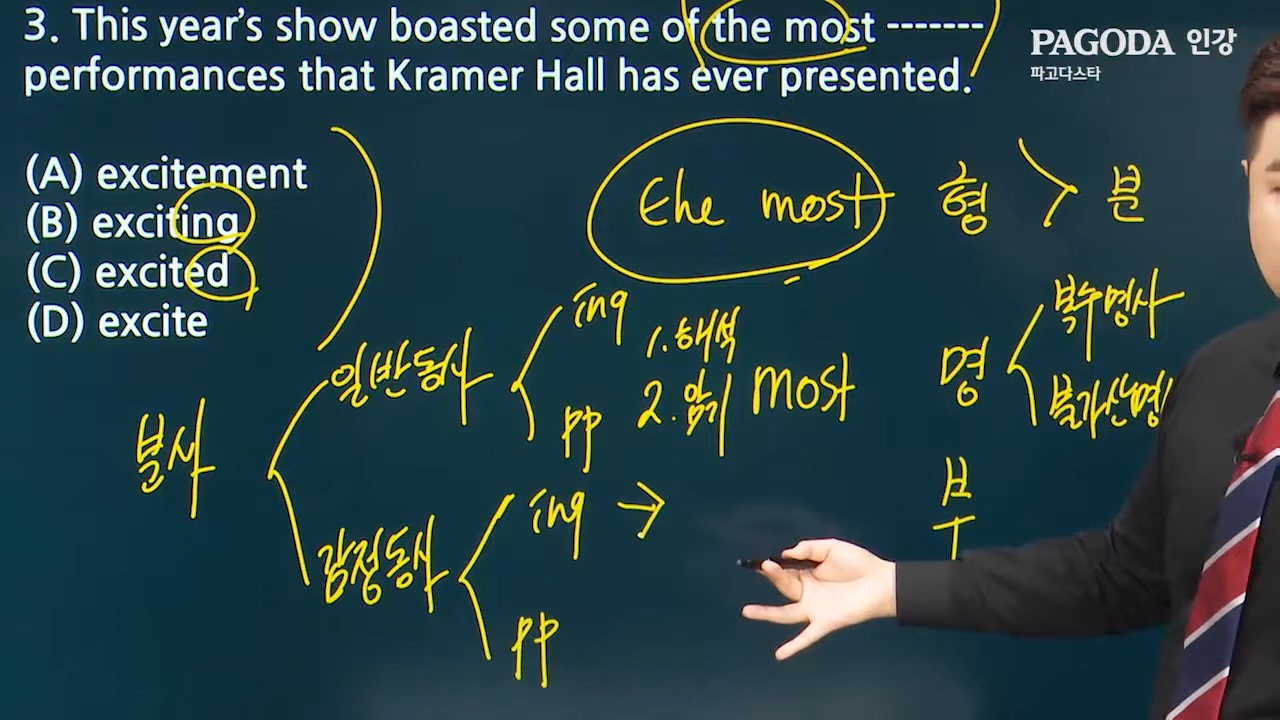 3. This year's show boasted some of the most -------
performances that Kramer Hall has ever presented.
PAGODA 인강
파고다스타
(A) excitement
(B) exciting
(C) excited
(D) excite
the most 형 > 분
분사
일반동사
ing
pp
1. 해석
2. 암기
most 명
복수명사
불가산명
부
감정동사
ing →
pp